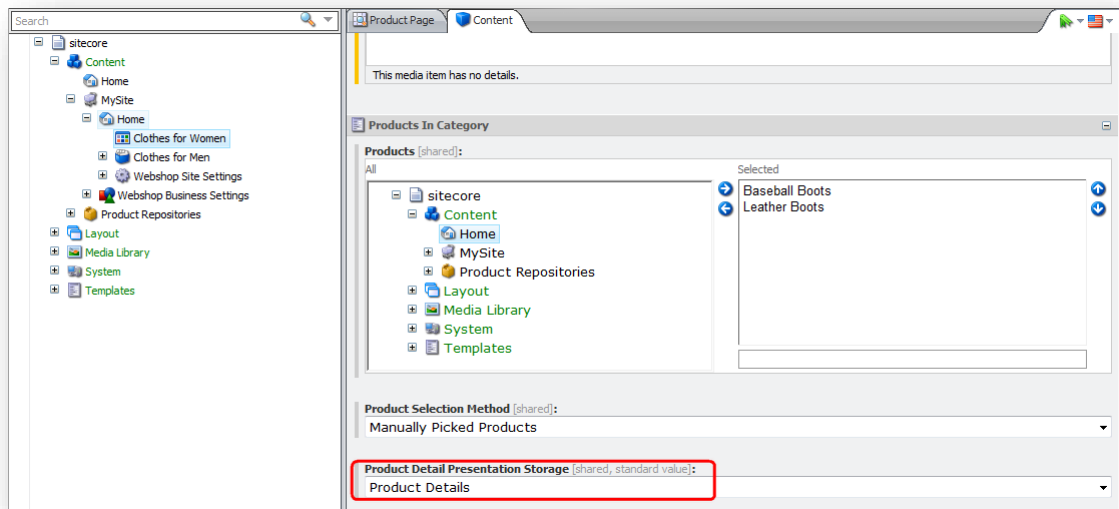 Search
sitecore
Content
Home
MySite
Home
Clothes for Women
Clothes for Men
Webshop Site Settings
Webshop Business Settings
Product Repositories
Layout
Media Library
System
Templates
Product Page
Content
This media item has no details.
Products In Category
Products [shared]:
All
sitecore
Content
Home
MySite
Product Repositories
Layout
Media Library
System
Templates
Selected
Baseball Boots
Leather Boots
Product Selection Method [shared]:
Manually Picked Products
Product Detail Presentation Storage [shared, standard value]:
Product Details